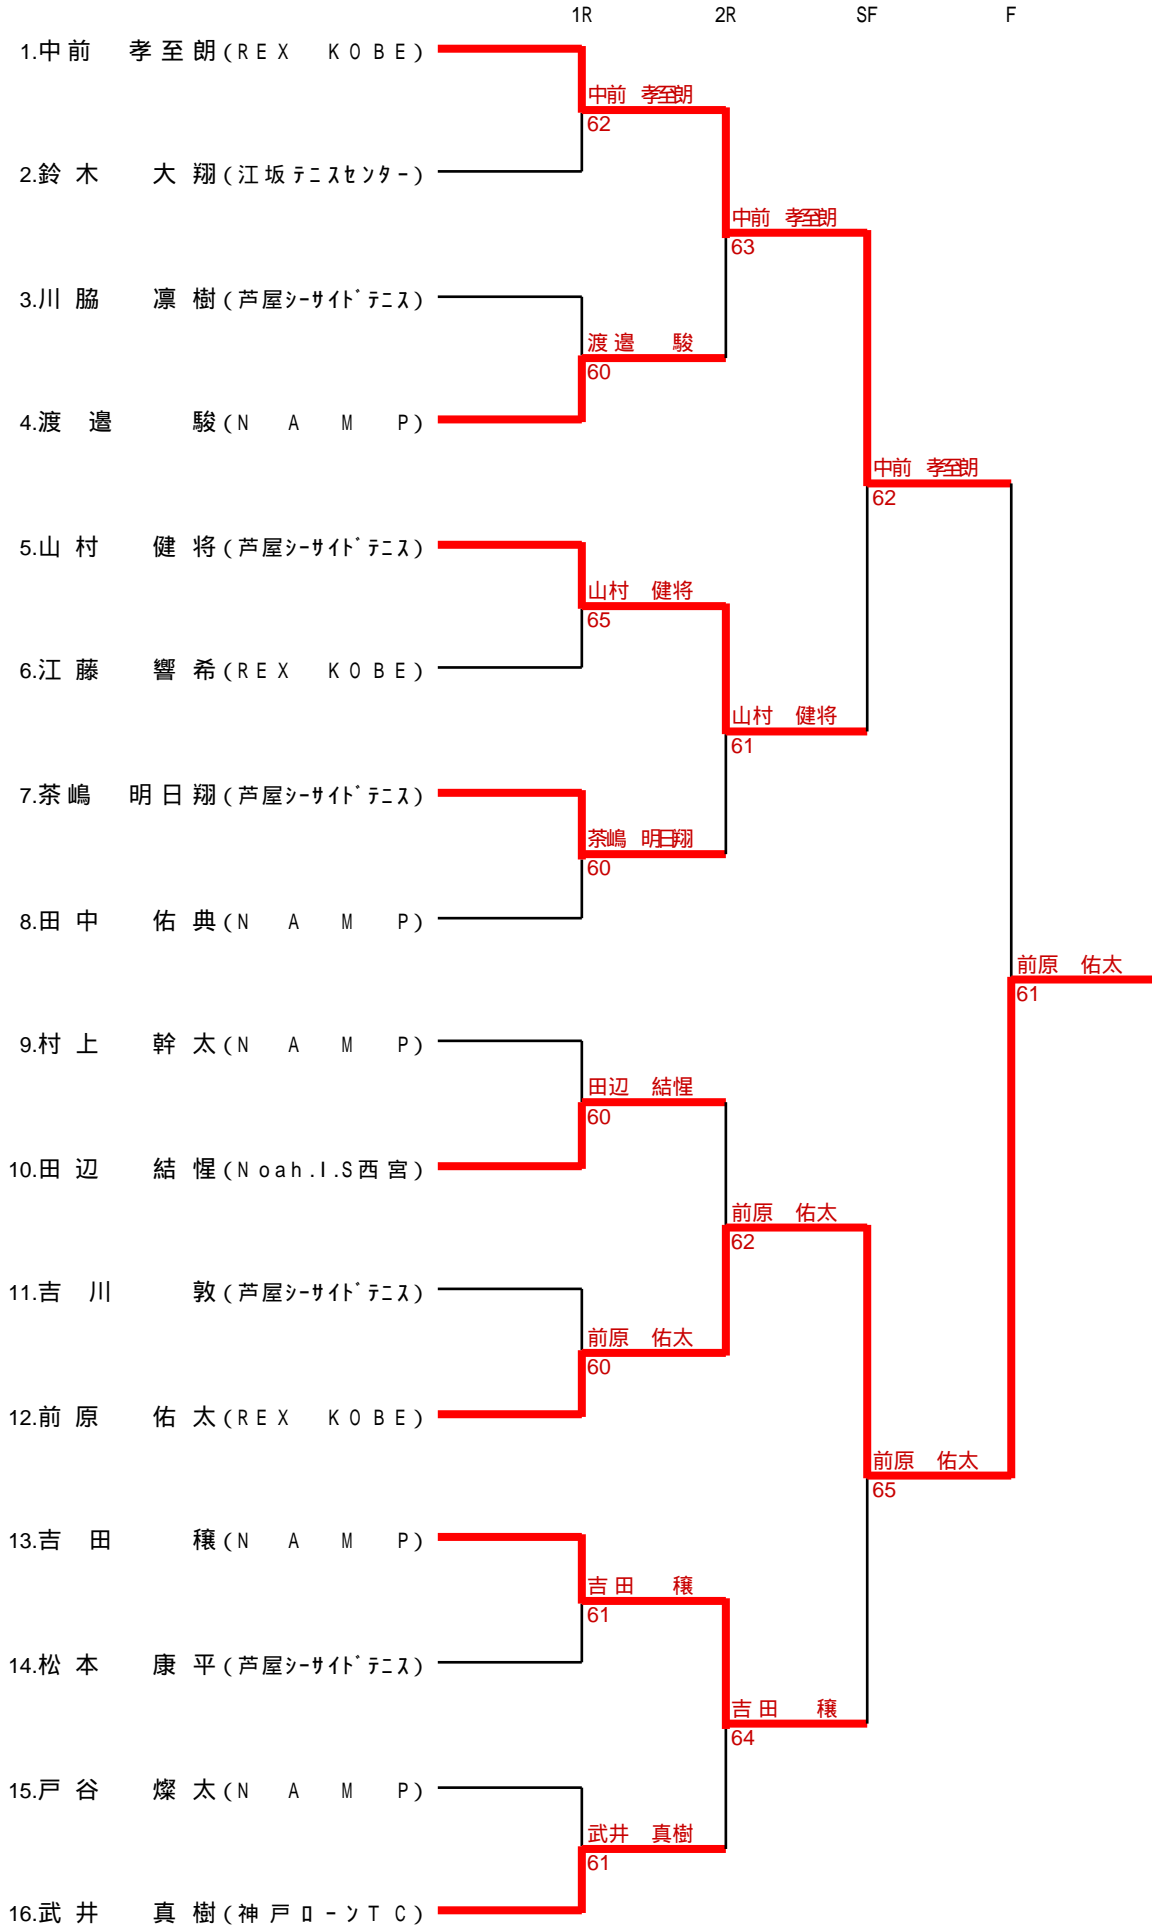 1R 2R SF F
1.中前 孝至朗(REX KOBE)
中前 孝至朗
62
2.鈴木 大翔(江坂テニスセンター)
中前 孝至朗
63
3.川脇 凛樹(芦屋ｼｰｻｲﾄﾞﾃﾆｽ)
渡邉 駿
60
4.渡邉 駿(NAMP)
中前 孝至朗
62
5.山村 健将(芦屋ｼｰｻｲﾄﾞﾃﾆｽ)
山村 健将
65
6.江藤 響希(REX KOBE)
山村 健将
61
7.茶嶋 明日翔(芦屋ｼｰｻｲﾄﾞﾃﾆｽ)
茶嶋 明日翔
60
8.田中 佑典(NAMP)
前原 佑太
61
9.村上 幹太(NAMP)
田辺 結惺
60
10.田辺 結惺(Noah.I.S西宮)
前原 佑太
62
11.吉川 敦(芦屋ｼｰｻｲﾄﾞﾃﾆｽ)
前原 佑太
60
12.前原 佑太(REX KOBE)
前原 佑太
65
13.吉田 穣(NAMP)
吉田 穣
61
14.松本 康平(芦屋ｼｰｻｲﾄﾞﾃﾆｽ)
吉田 穣
64
15.戸谷 燦太(NAMP)
武井 真樹
61
16.武井 真樹(神戸ローンTC)